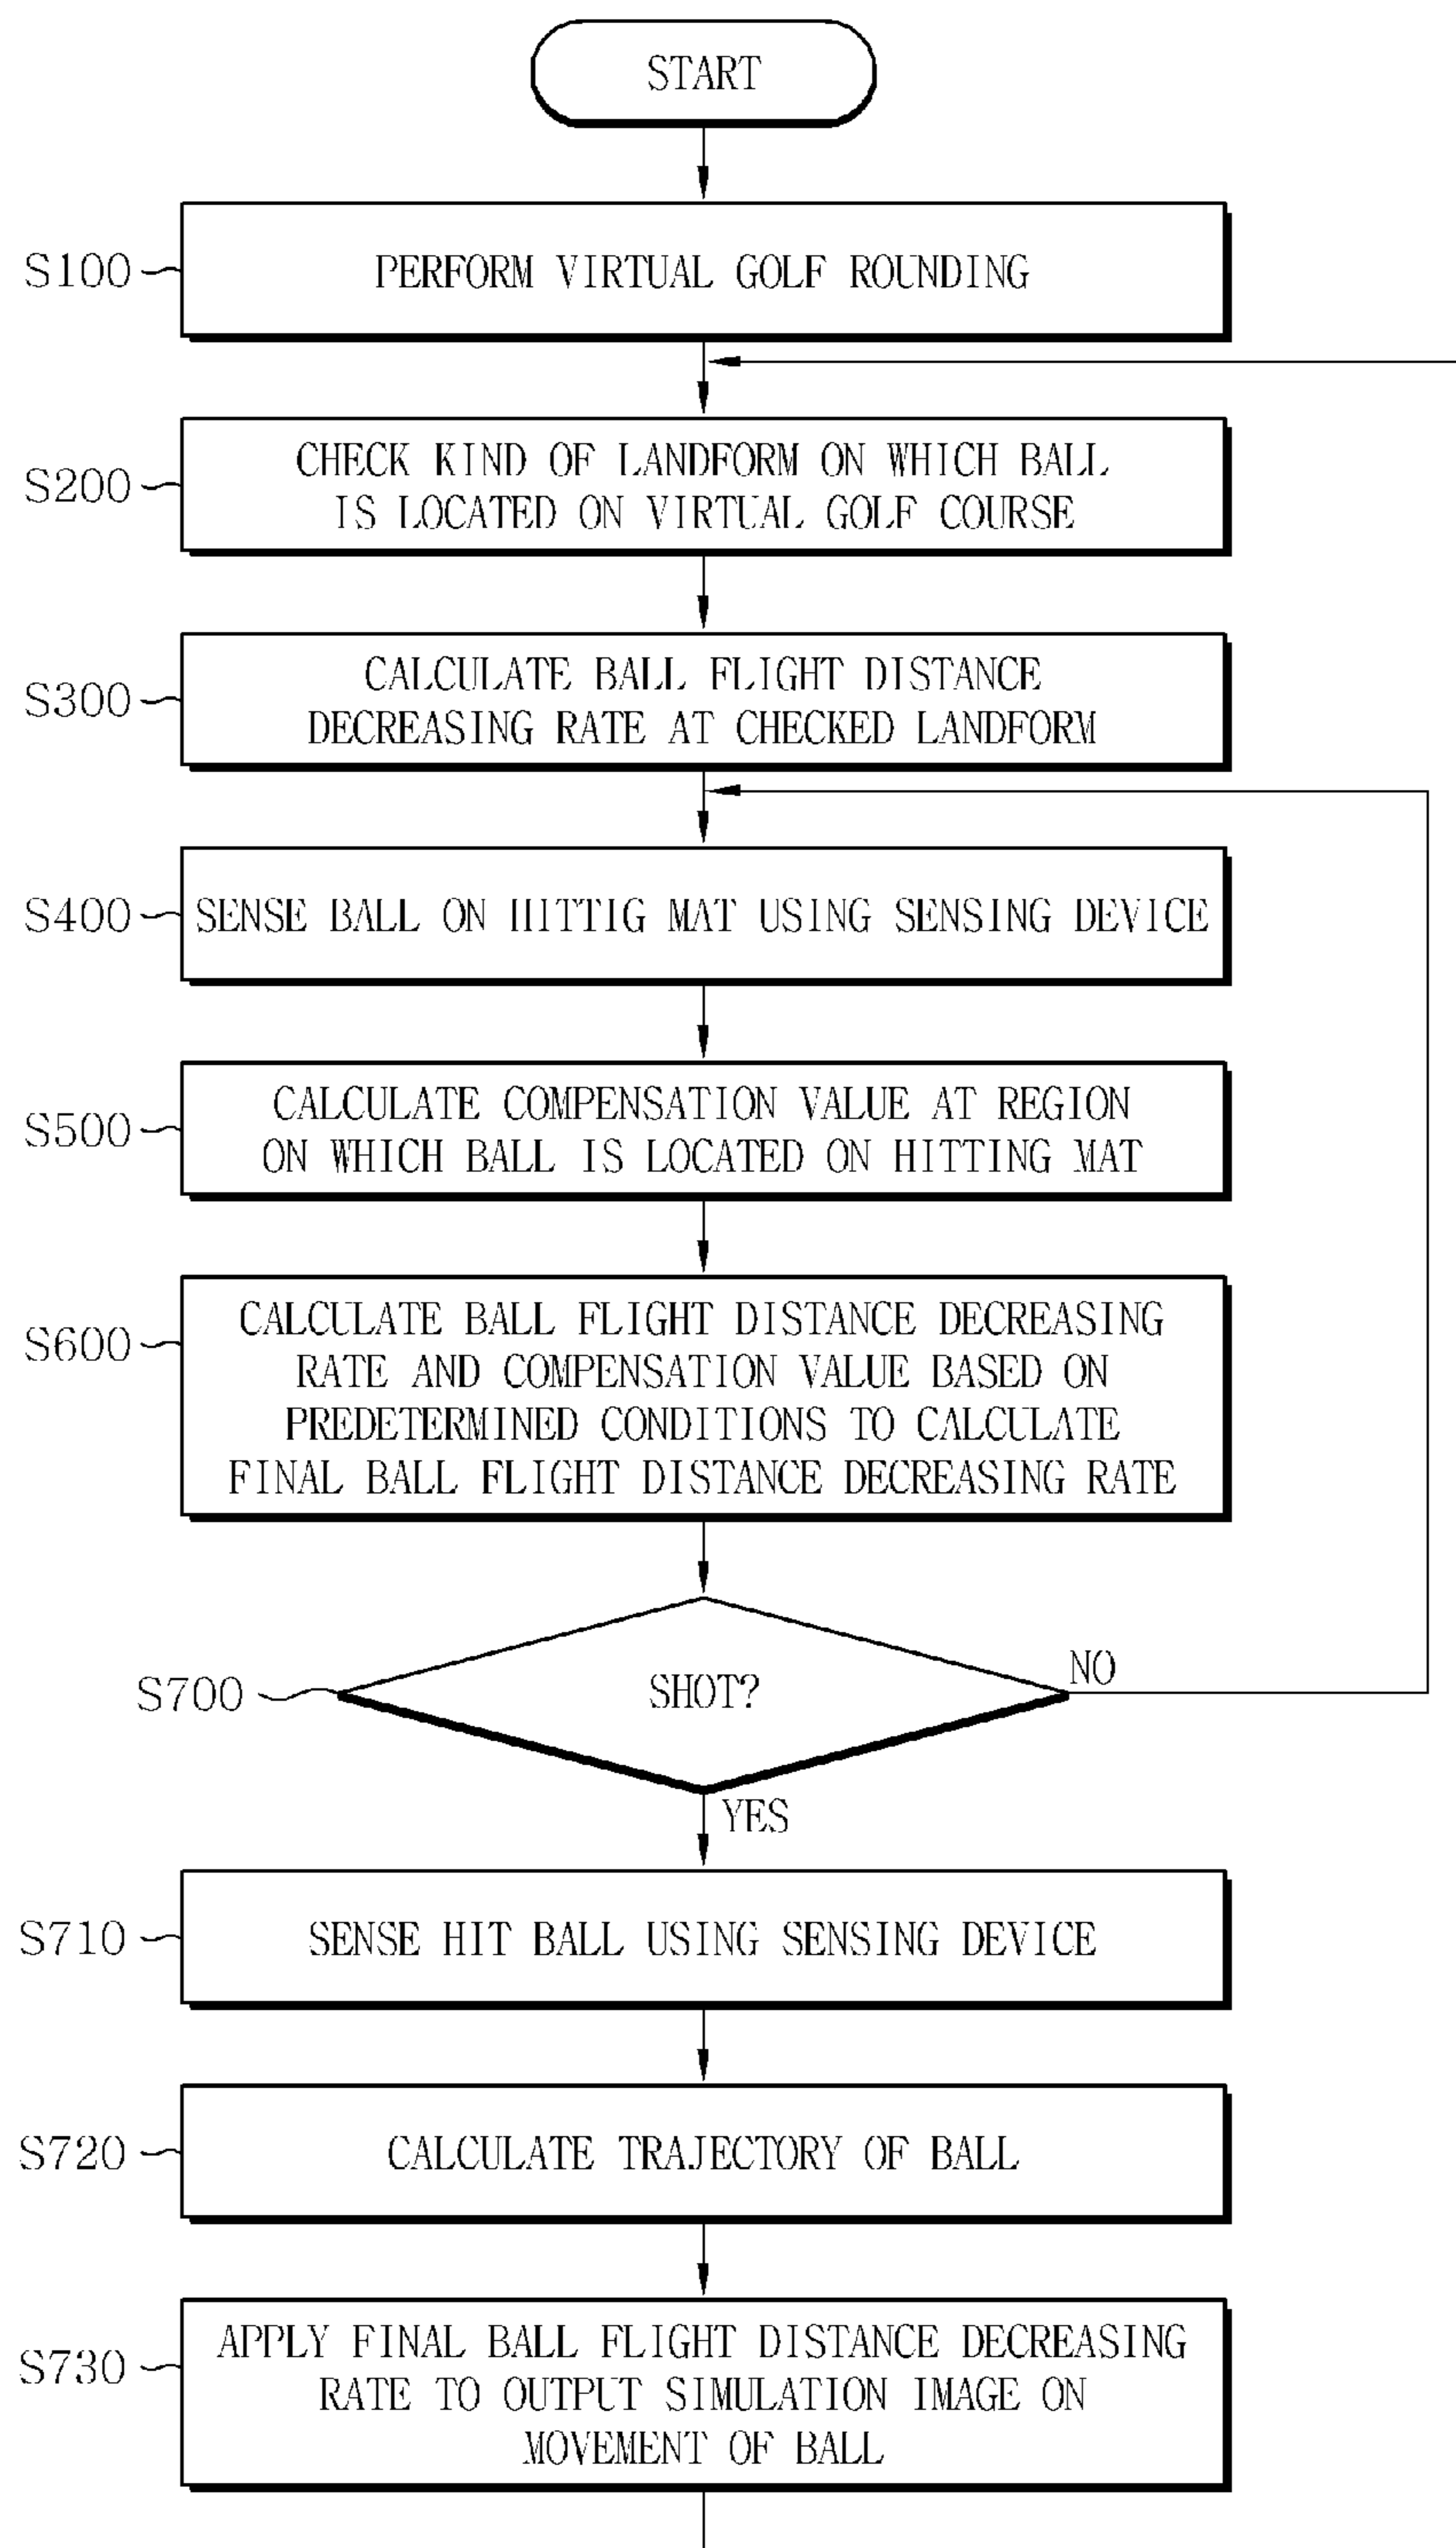 START
S100
PERFORM VIRTUAL GOLF ROUNDING
S200
CHECK KIND OF LANDFORM ON WHICH BALL
IS LOCATED ON VIRTUAL GOLF COURSE
S300
CALCULATE BALL FLIGHT DISTANCE
DECREASING RATE AT CHECKED LANDFORM
S400
SENSE BALL ON HITTIG MAT USING SENSING DEVICE
S500
CALCULATE COMPENSATION VALUE AT REGION
ON WHICH BALL IS LOCATED ON HITTING MAT
S600
CALCULATE BALL FLIGHT DISTANCE DECREASING
RATE AND COMPENSATION VALUE BASED ON
PREDETERMINED CONDITIONS TO CALCULATE
FINAL BALL FLIGHT DISTANCE DECREASING RATE
S700
SHOT?
NO
YES
S710
SENSE HIT BALL USING SENSING DEVICE
S720
CALCULATE TRAJECTORY OF BALL
S730
APPLY FINAL BALL FLIGHT DISTANCE DECREASING
RATE TO OUTPUT SIMULATION IMAGE ON
MOVEMENT OF BALL